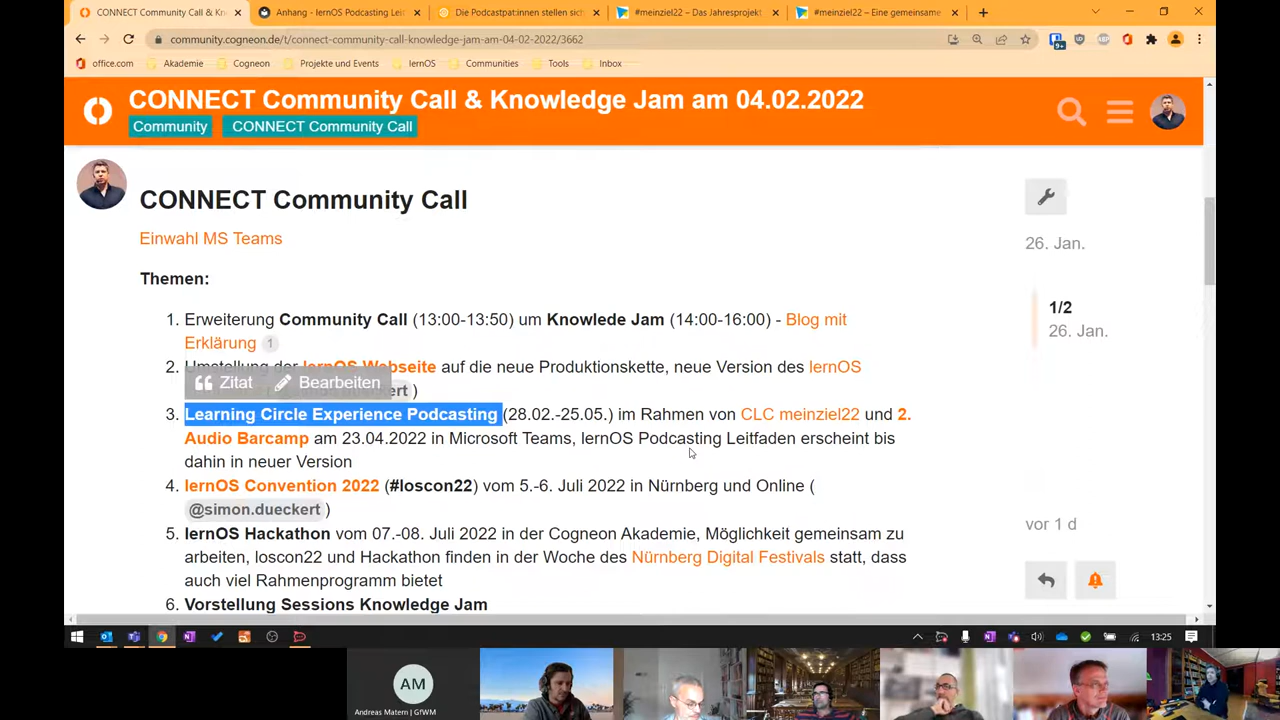 CONNECT Community Call & Kn
Anhang - lernOS Podcasting Leit
Die Podcastpat:innen stellen sich
#meinziel22 – Das Jahresprojekt
#meinziel22 – Eine gemeinsame
community.cogneon.de/t/connect-community-call-knowledge-jam-am-04-02-2022/3662
9+
office.com
Akademie
Cogneon
Projekte und Events
lernOS
Communities
Tools
Inbox
CONNECT Community Call & Knowledge Jam am 04.02.2022
Community CONNECT Community Call
CONNECT Community Call
Einwahl MS Teams
Themen:
1. Erweiterung Community Call (13:00-13:50) um Knowlede Jam (14:00-16:00) - Blog mit
Erklärung 1
2. Umstellung der lernOS Webseite auf die neue Produktionskette, neue Version des lernOS
Zitat Bearbeiten
ckert )
3. Learning Circle Experience Podcasting (28.02.-25.05.) im Rahmen von CLC meinziel22 und 2.
Audio Barcamp am 23.04.2022 in Microsoft Teams, lernOS Podcasting Leitfaden erscheint bis
dahin in neuer Version
4. lernOS Convention 2022 (#loscon22) vom 5.-6. Juli 2022 in Nürnberg und Online (
@simon.dueckert )
5. lernOS Hackathon vom 07.-08. Juli 2022 in der Cogneon Akademie, Möglichkeit gemeinsam zu
arbeiten, loscon22 und Hackathon finden in der Woche des Nürnberg Digital Festivals statt, dass
auch viel Rahmenprogramm bietet
6. Vorstellung Sessions Knowledge Jam
26. Jan.
1/2
26. Jan.
vor 1 d
13:25
AM
Andreas Matern | GfWM